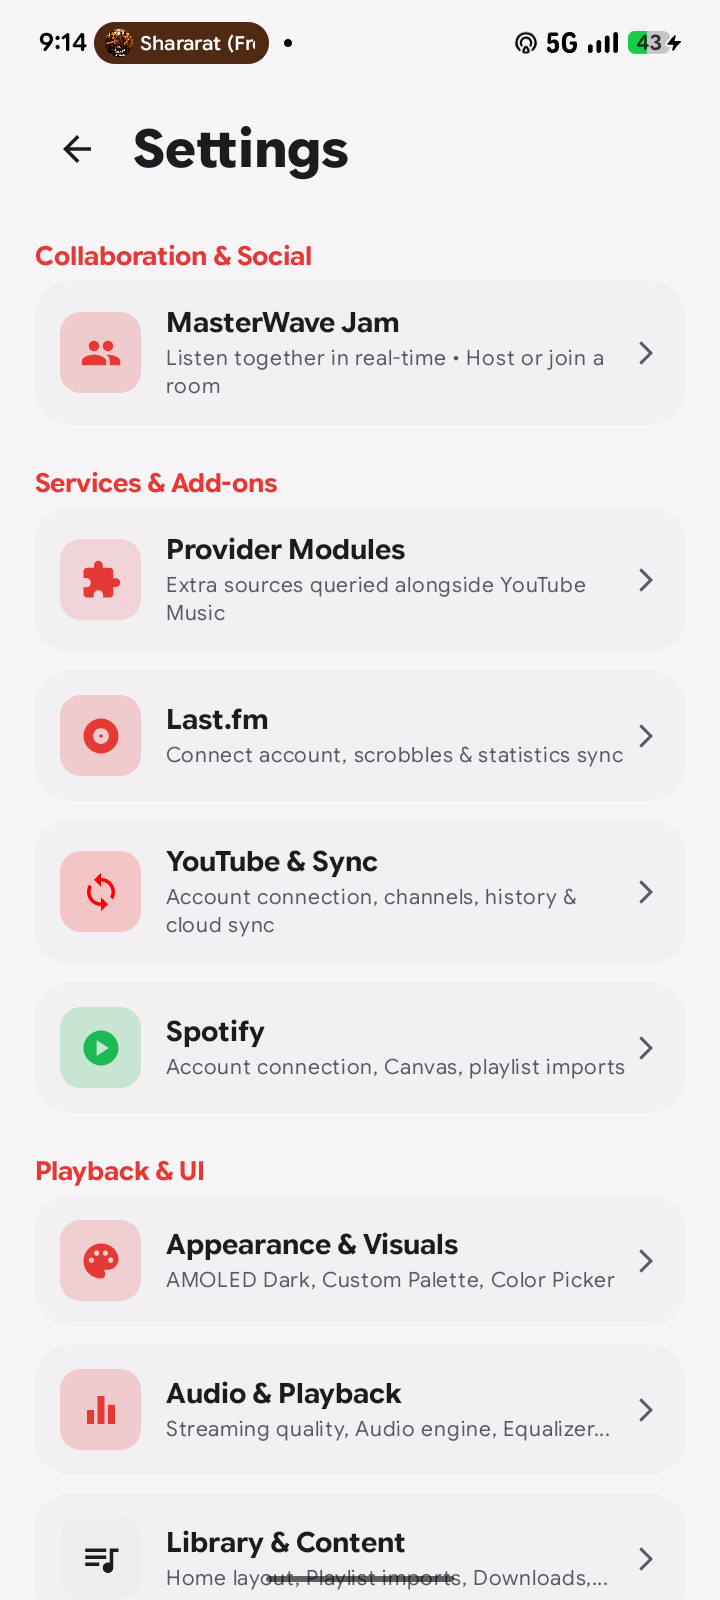 9:14 Shararat (Fr 5G 43
Settings
Collaboration & Social
MasterWave Jam
Listen together in real-time • Host or join a
room
Services & Add-ons
Provider Modules
Extra sources queried alongside YouTube
Music
Last.fm
Connect account, scrobbles & statistics sync
YouTube & Sync
Account connection, channels, history &
cloud sync
Spotify
Account connection, Canvas, playlist imports
Playback & UI
Appearance & Visuals
AMOLED Dark, Custom Palette, Color Picker
Audio & Playback
Streaming quality, Audio engine, Equalizer...
Library & Content
Home layout, Playlist imports, Downloads,...